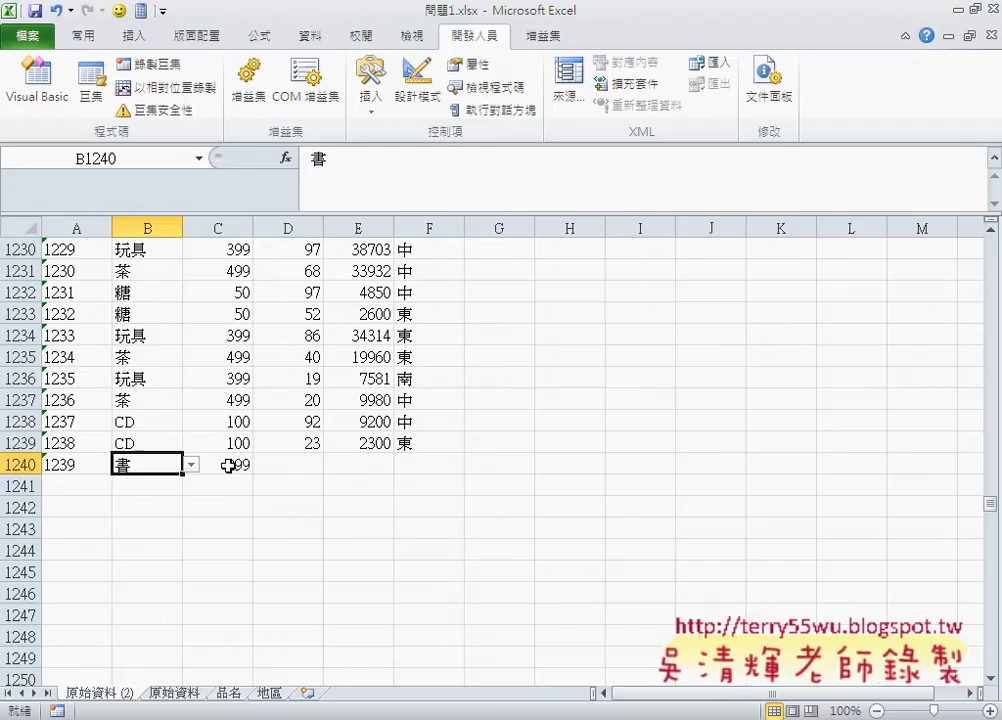 問題1.xlsx - Microsoft Excel
檔案 常用 插入 版面配置 公式 資料 校閱 檢視 開發人員 增益集
Visual Basic 巨集 錄製巨集 以相對位置錄製 巨集安全性 增益集 COM 增益集 插入 設計模式 屬性 檢視程式碼 執行對話方塊 來源... 對應內容 擴充套件 重新整理資料 匯入 匯出 文件面板
程式碼 增益集 控制項 XML 修改
B1240 fx 書
A B C D E F G H I J K L M
1230 1229 玩具 399 97 38703 中
1231 1230 茶 499 68 33932 中
1232 1231 糖 50 97 4850 中
1233 1232 糖 50 52 2600 東
1234 1233 玩具 399 86 34314 東
1235 1234 茶 499 40 19960 東
1236 1235 玩具 399 19 7581 南
1237 1236 茶 499 20 9980 中
1238 1237 CD 100 92 9200 中
1239 1238 CD 100 23 2300 東
1240 1239 書
1241
1242
1243
1244
1245
1246
1247
1248
1249
1250
http://terry55wu.blogspot.tw
吳清輝老師錄製
原始資料 (2) 原始資料 品名 地區
就緒 100%